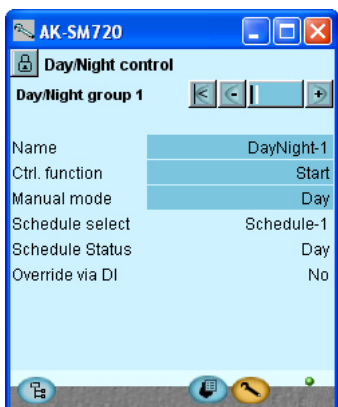 AK-SM720
Day/Night control
Day/Night group 1
Name DayNight-1
Ctrl. function Start
Manual mode Day
Schedule select Schedule-1
Schedule Status Day
Override via DI No